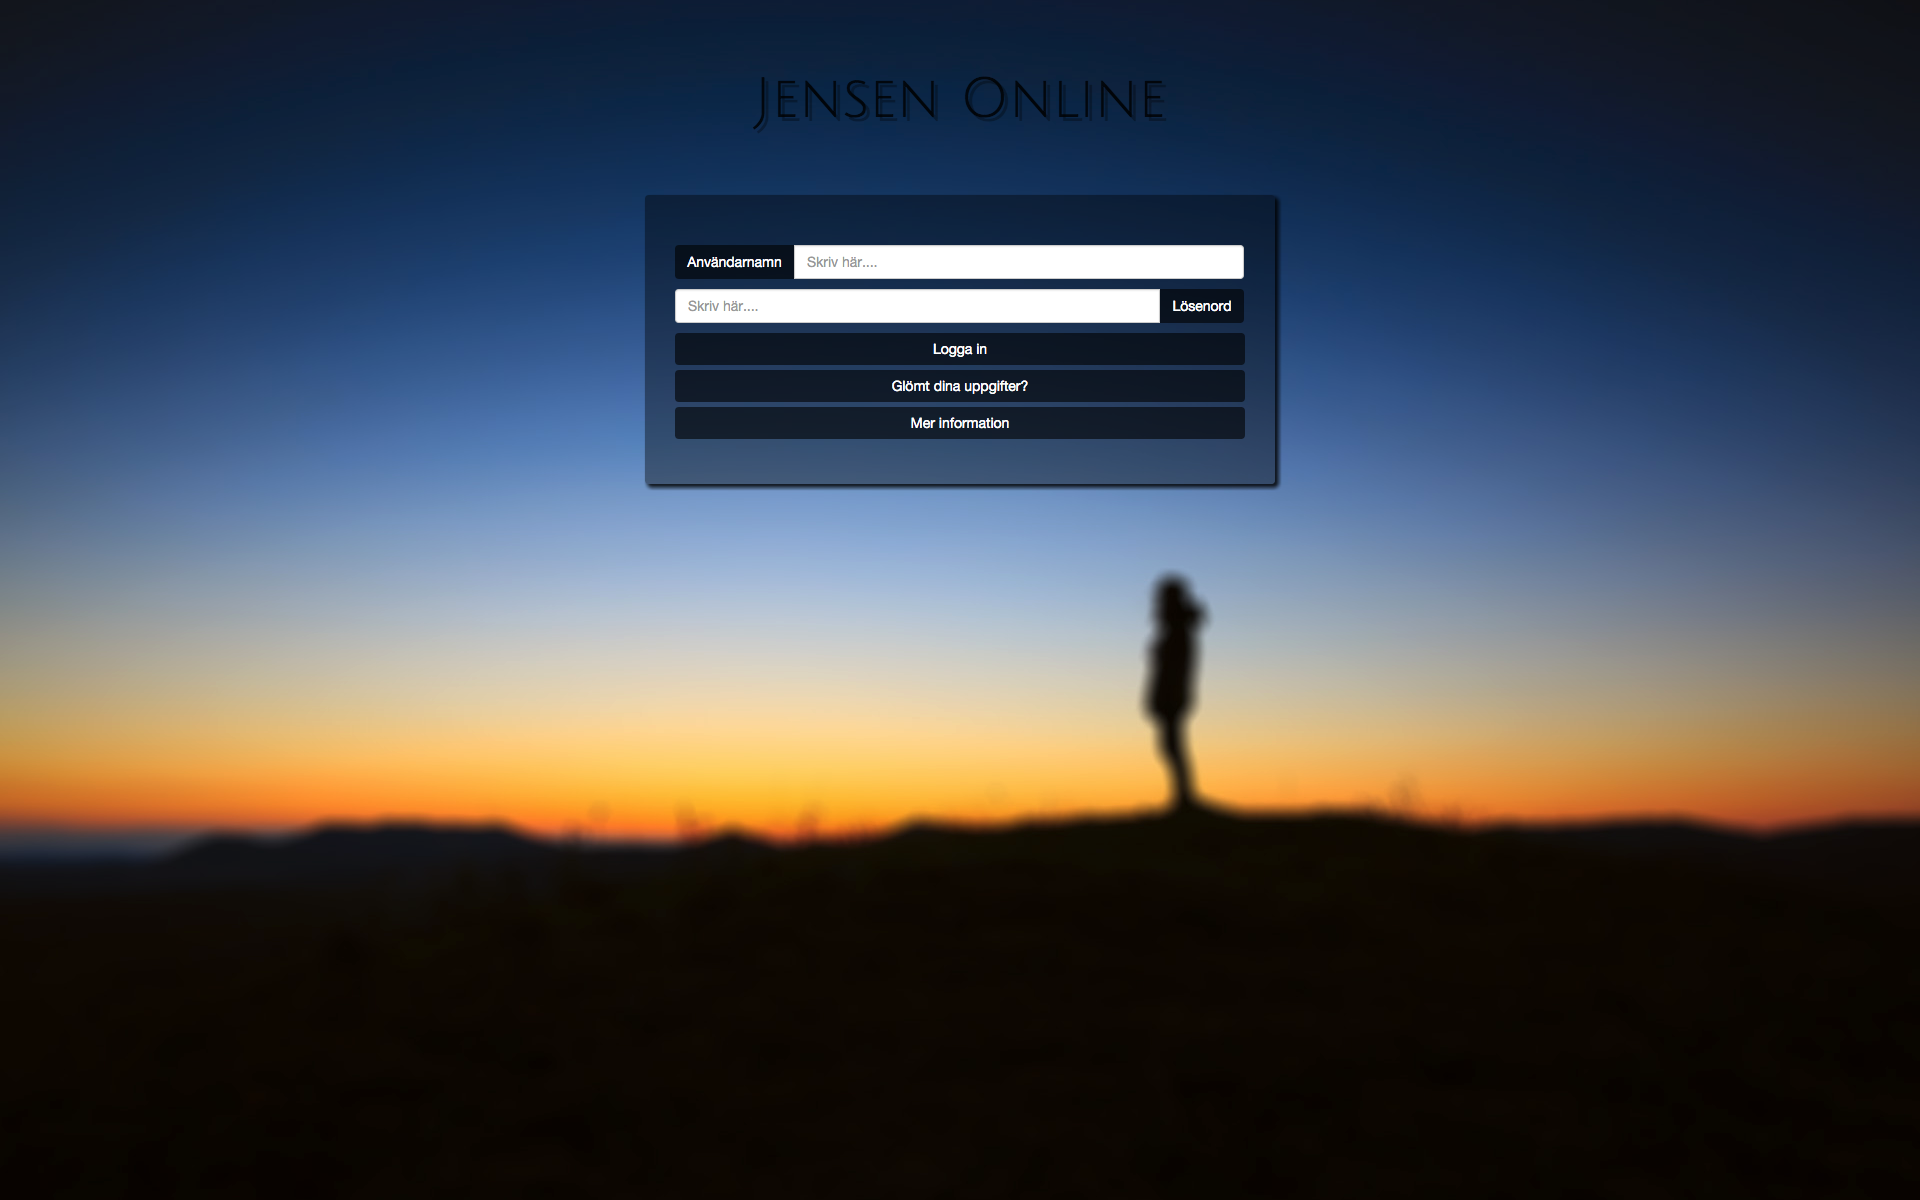 Jensen Online
Användarnamn Skriv här....
Skriv här.... Lösenord
Logga in
Glömt dina uppgifter?
Mer information